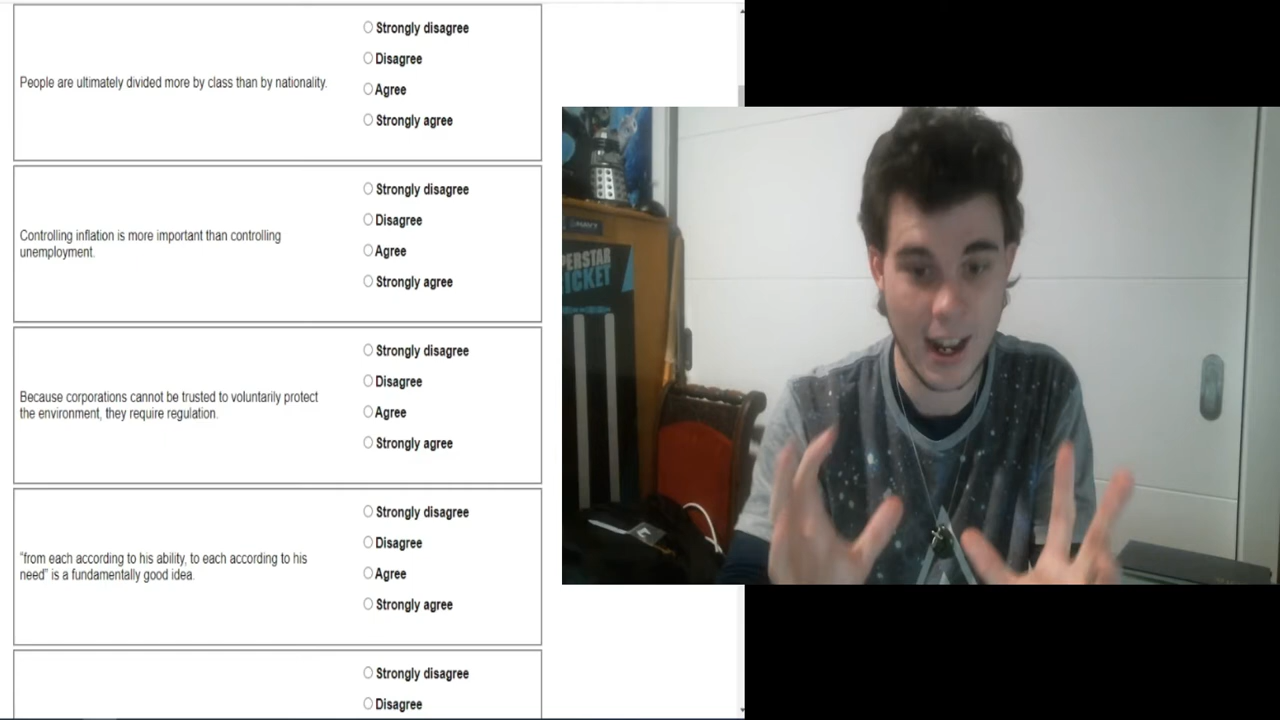 Strongly disagree
Disagree
People are ultimately divided more by class than by nationality.
Agree
Strongly agree
Strongly disagree
Disagree
Controlling inflation is more important than controlling
unemployment.
Agree
Strongly agree
Strongly disagree
Disagree
Because corporations cannot be trusted to voluntarily protect
the environment, they require regulation.
Agree
Strongly agree
Strongly disagree
Disagree
“from each according to his ability, to each according to his
need” is a fundamentally good idea.
Agree
Strongly agree
Strongly disagree
Disagree
PERSTAR
ICKET